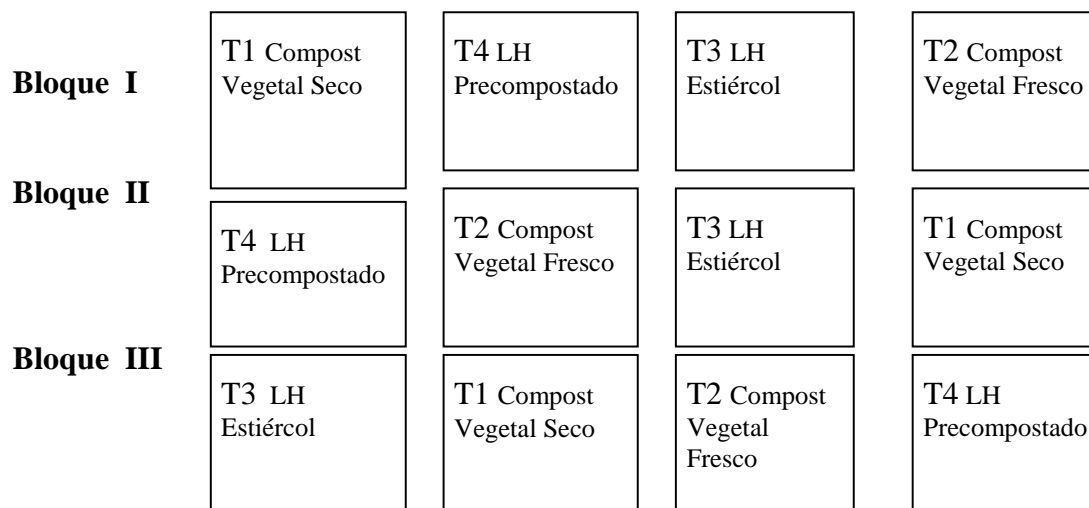 Bloque I
T1 Compost
Vegetal Seco
T4 LH
Precompostado
T3 LH
Estiércol
T2 Compost
Vegetal Fresco
Bloque II
T4 LH
Precompostado
T2 Compost
Vegetal Fresco
T3 LH
Estiércol
T1 Compost
Vegetal Seco
Bloque III
T3 LH
Estiércol
T1 Compost
Vegetal Seco
T2 Compost
Vegetal
Fresco
T4 LH
Precompostado